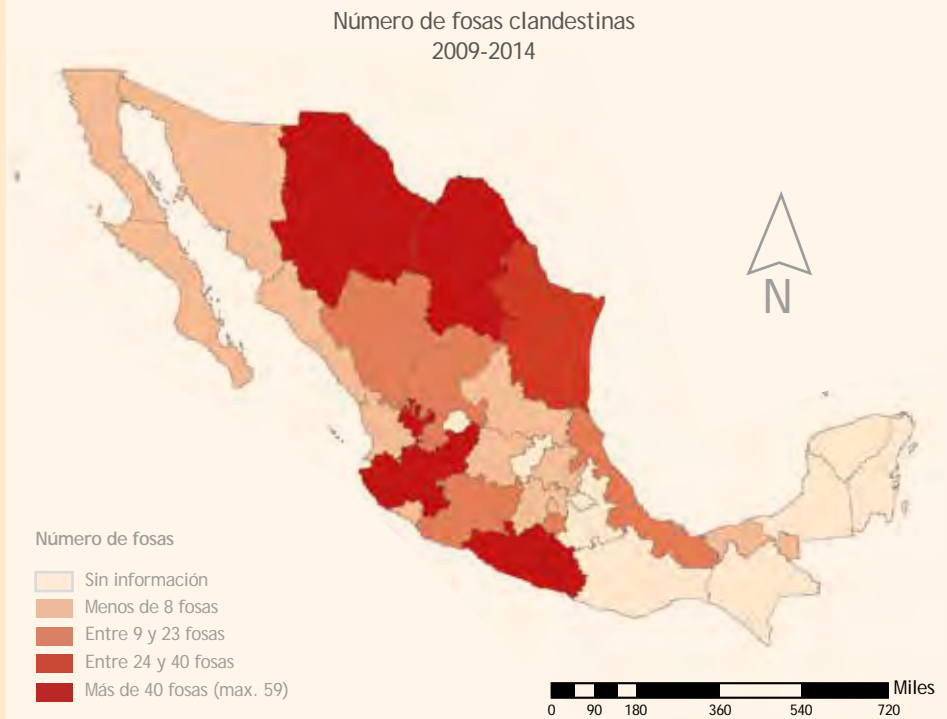 Número de fosas clandestinas
2009-2014
N
Número de fosas
Sin información
Menos de 8 fosas
Entre 9 y 23 fosas
Entre 24 y 40 fosas
Más de 40 fosas (max. 59)
Miles
0 90 180 360 540 720